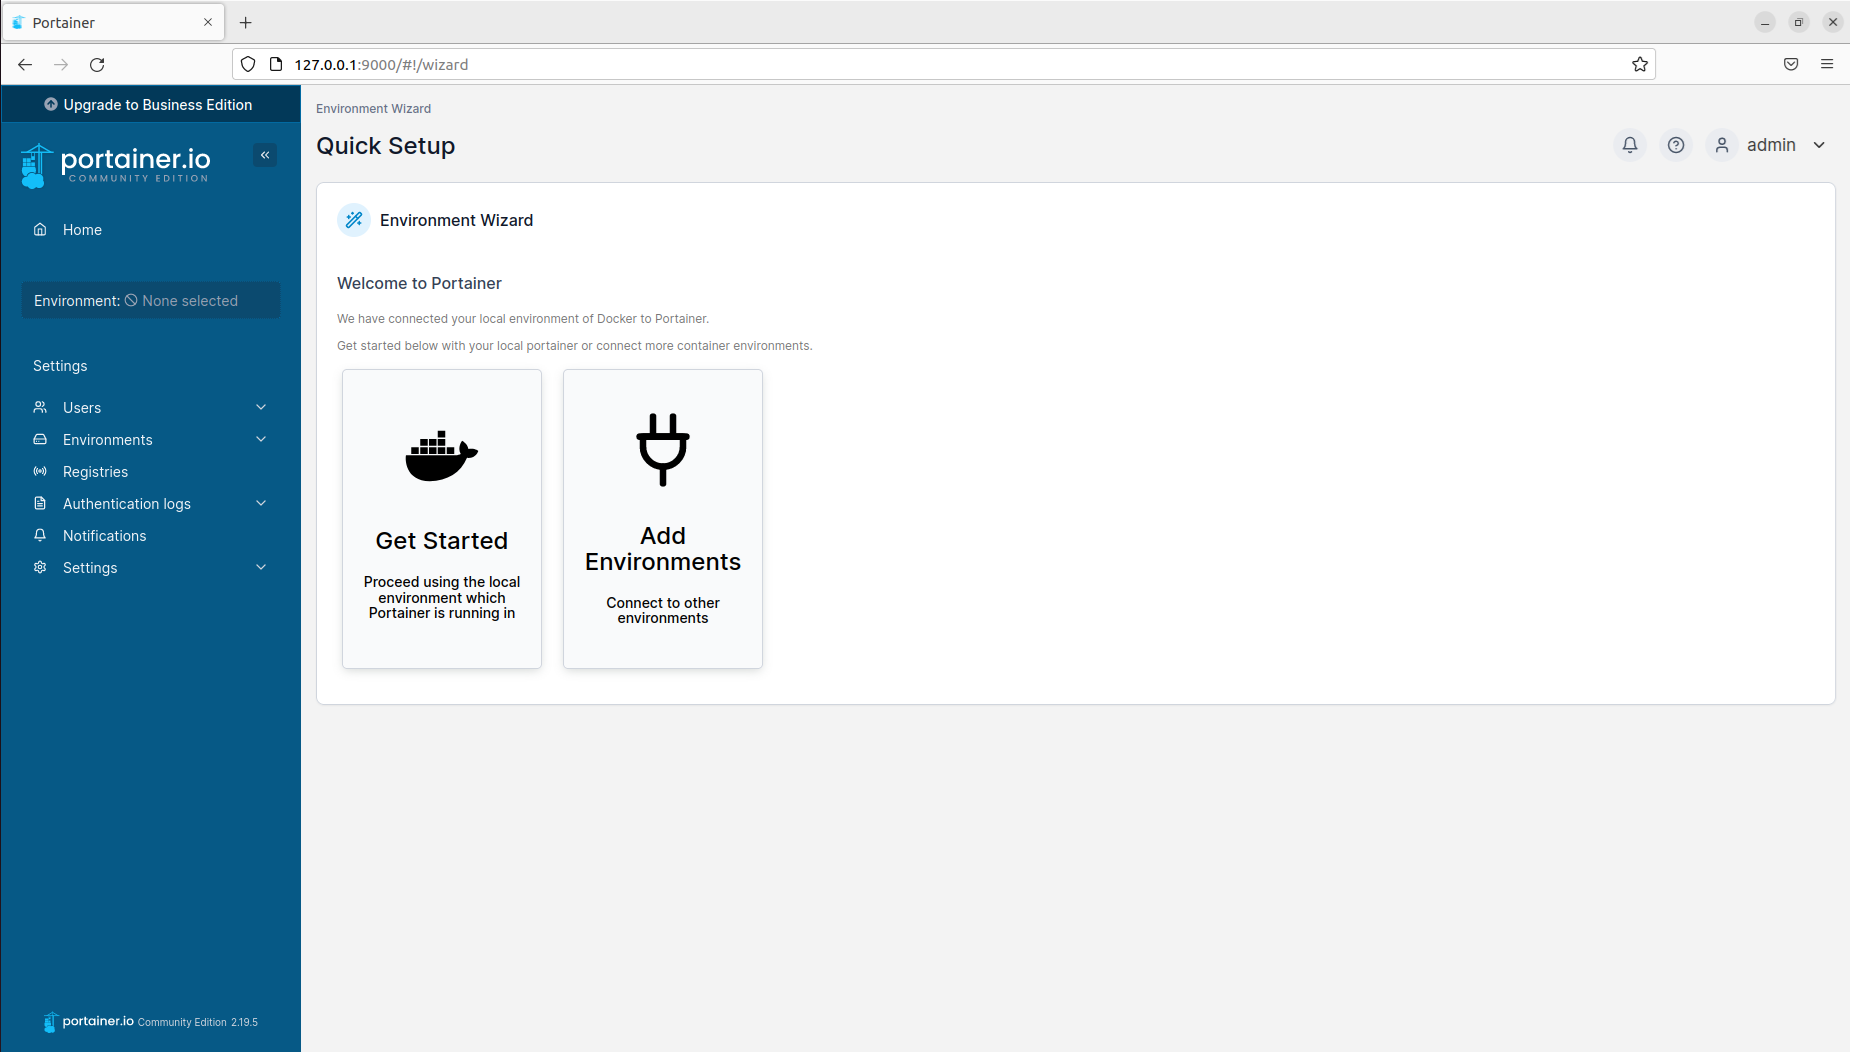 Portainer
127.0.0.1:9000/#!/wizard
Upgrade to Business Edition
portainer.io
COMMUNITY EDITION
Home
Environment: None selected
Settings
Users
Environments
Registries
Authentication logs
Notifications
Settings
portainer.io Community Edition 2.19.5
Environment Wizard
Quick Setup
admin
Environment Wizard
Welcome to Portainer
We have connected your local environment of Docker to Portainer.
Get started below with your local portainer or connect more container environments.
Get Started
Proceed using the local
environment which
Portainer is running in
Add
Environments
Connect to other
environments